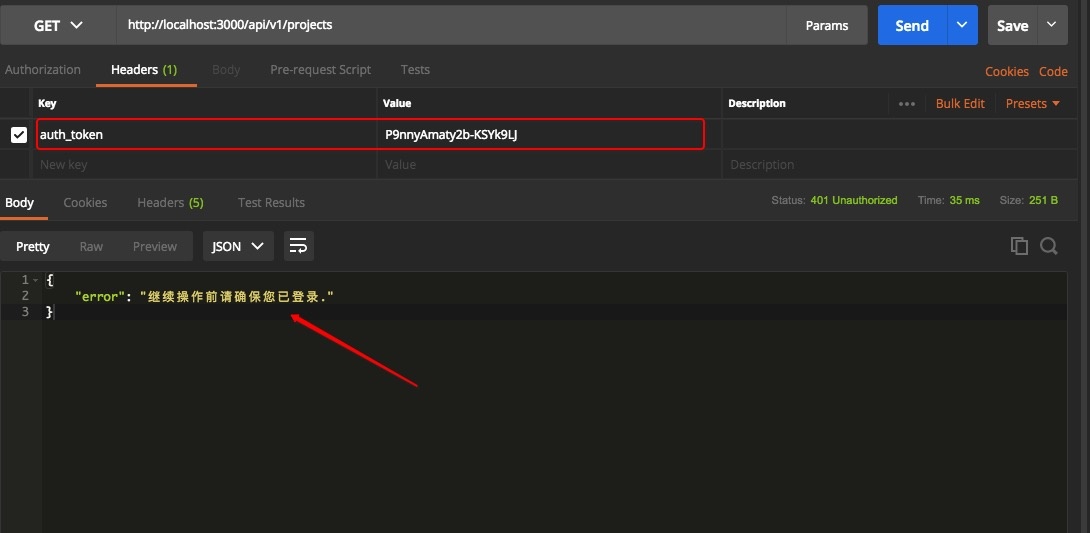 GET http://localhost:3000/api/v1/projects Params Send Save
Authorization Headers (1) Body Pre-request Script Tests Cookies Code
Key Value Description ••• Bulk Edit Presets
auth_token P9nnyAmaty2b-KSYk9LJ
New key Value Description
Body Cookies Headers (5) Test Results Status: 401 Unauthorized Time: 35 ms Size: 251 B
Pretty Raw Preview JSON
1 {
2 "error": "继续操作前请确保您已登录."
3 }